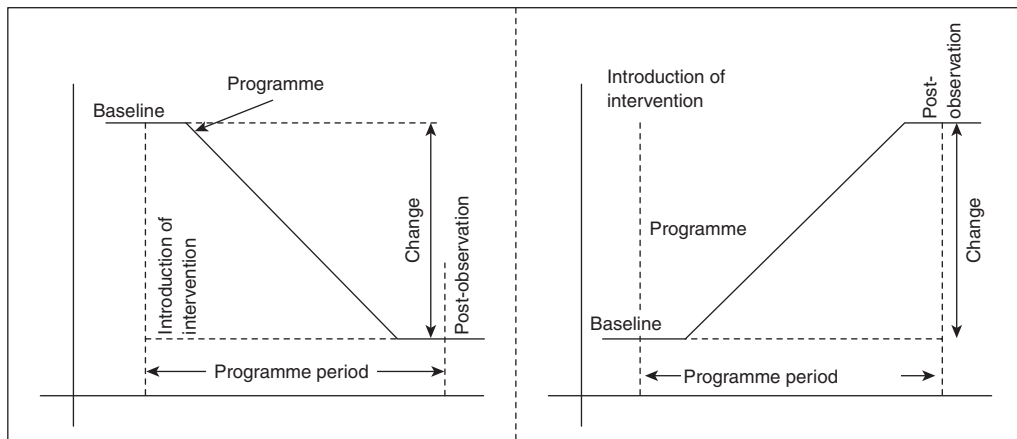 Programme
Baseline
Introduction of
intervention
Change
Post-observation
Programme period
Introduction of
intervention
Post-
observation
Programme
Change
Baseline
Programme period